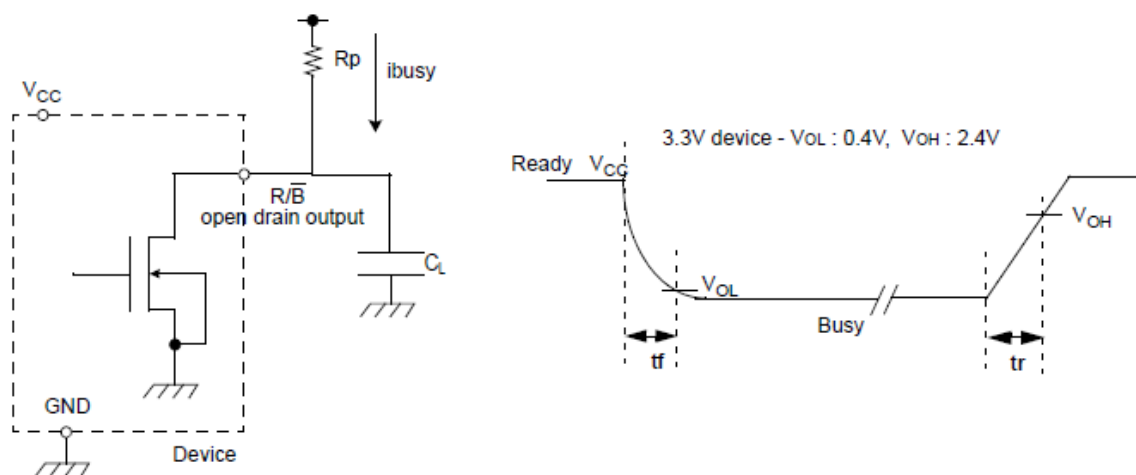 Rp
ibusy
VCC
R/B̅
open drain output
CL
GND
Device
3.3V device - VOL : 0.4V, VOH : 2.4V
Ready VCC
VOH
VOL
Busy
tf
tr